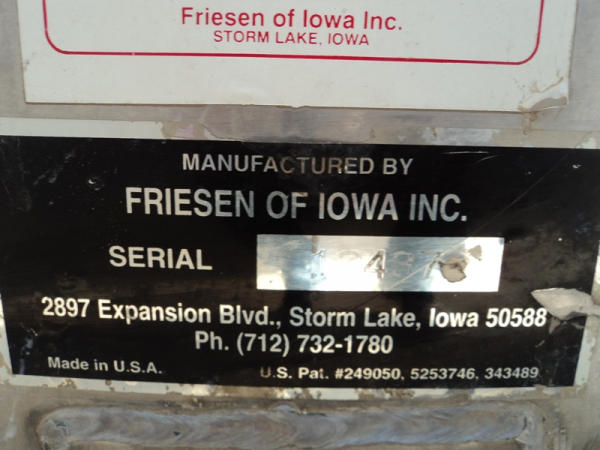 Friesen of Iowa Inc.
STORM LAKE, IOWA
MANUFACTURED BY
FRIESEN OF IOWA INC.
SERIAL
2897 Expansion Blvd., Storm Lake, Iowa 50588
Ph. (712) 732-1780
Made in U.S.A.
U.S. Pat. #249050, 5253746, 343489